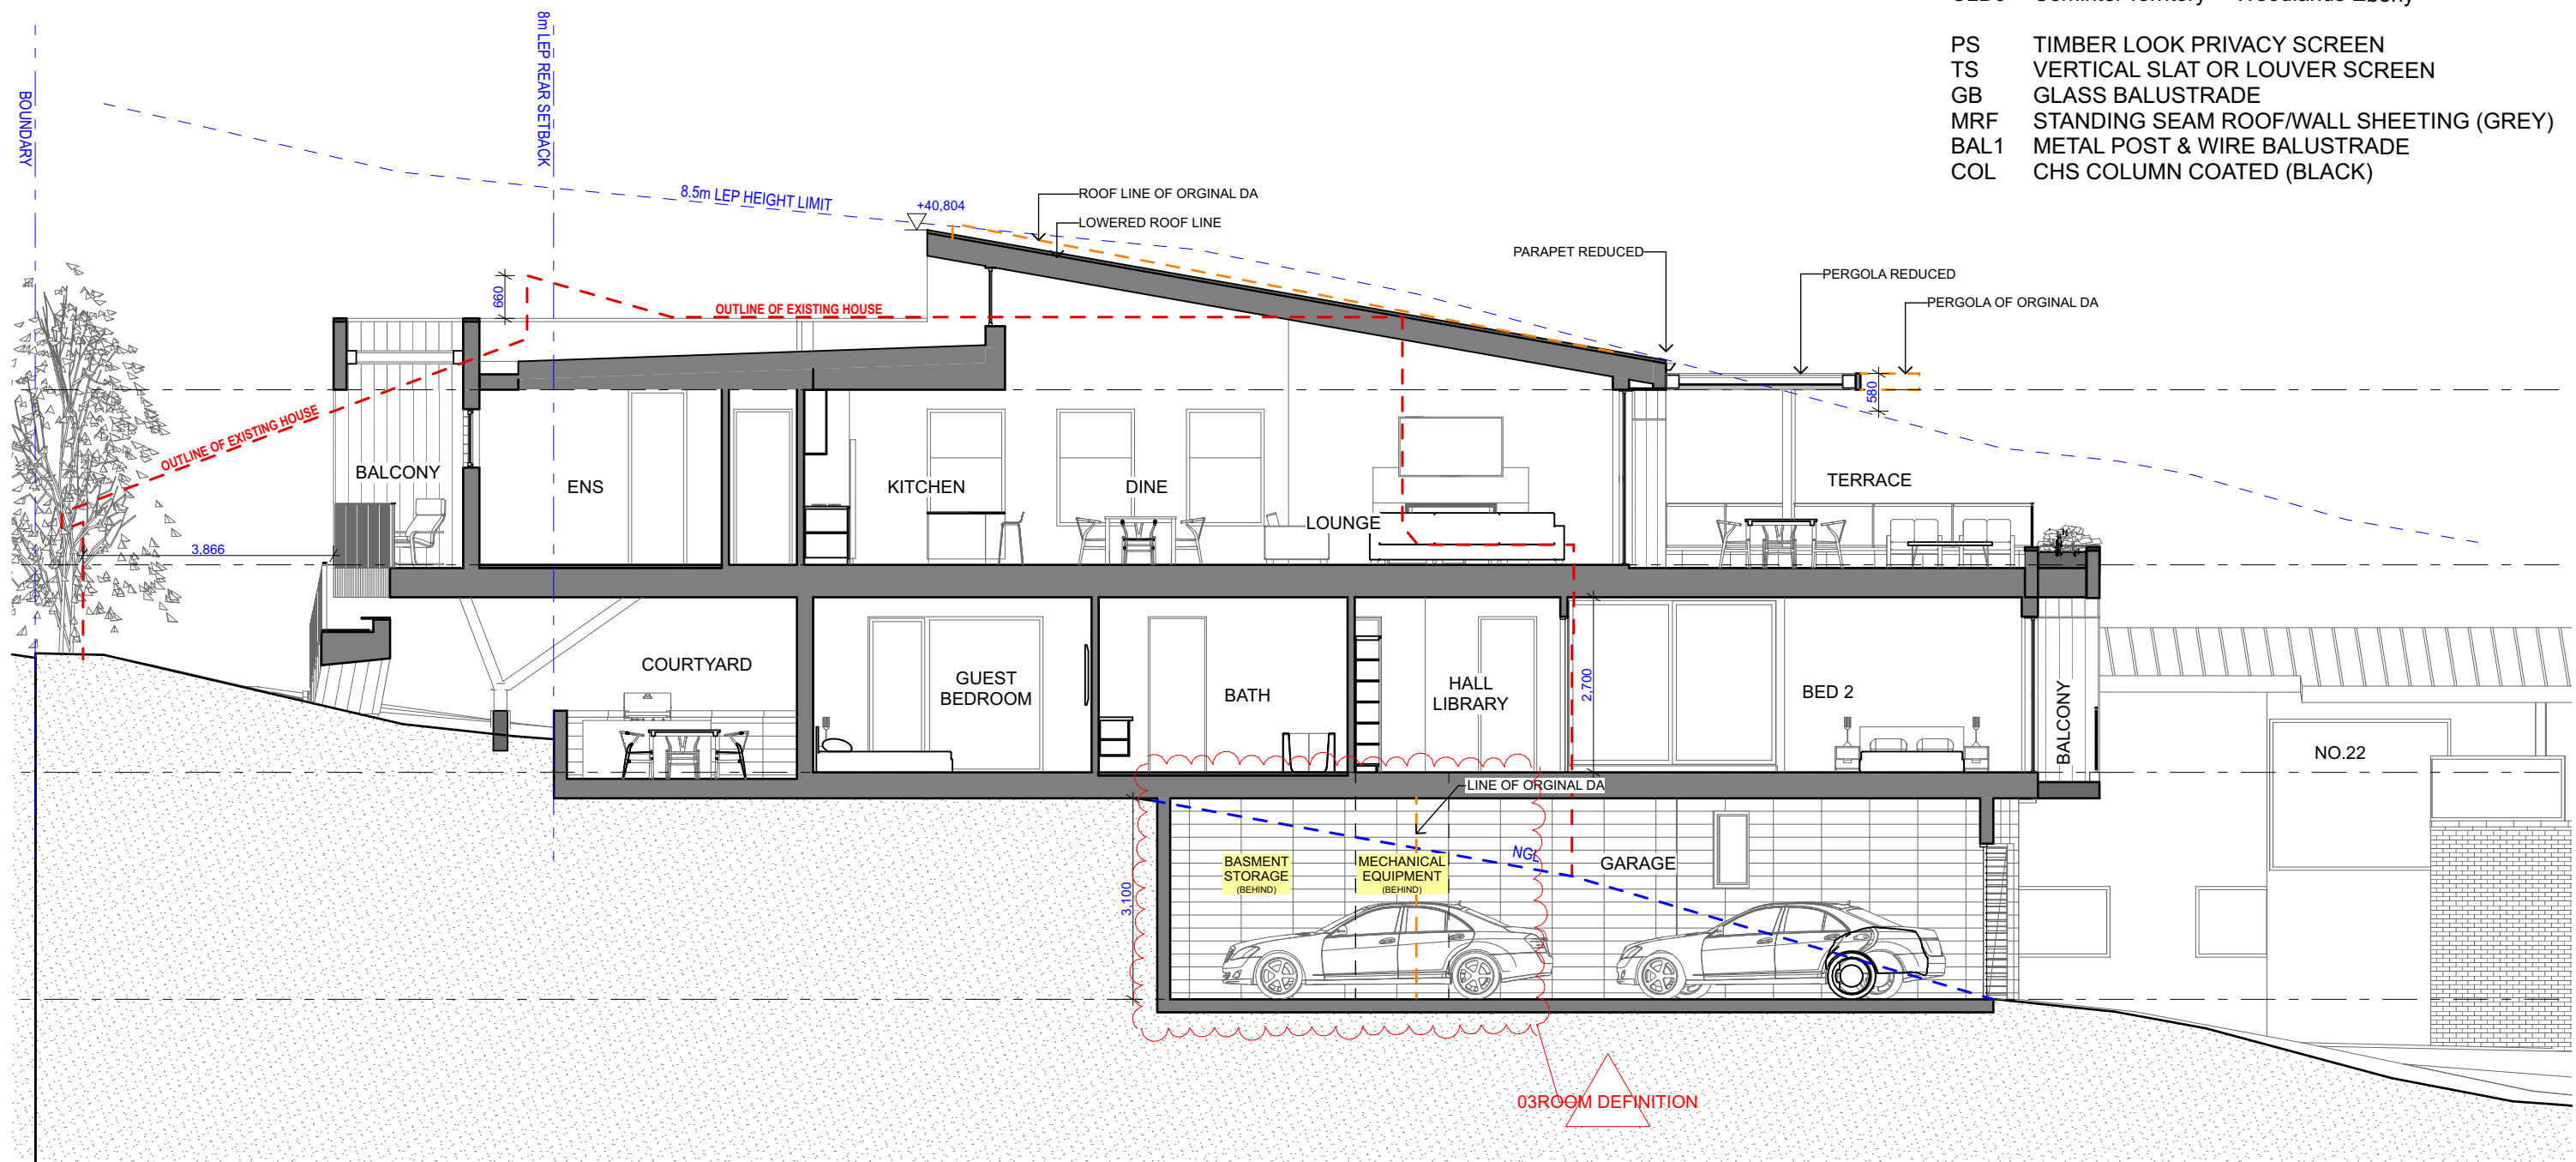 PS TIMBER LOOK PRIVACY SCREEN
TS VERTICAL SLAT OR LOUVER SCREEN
GB GLASS BALUSTRADE
MRF STANDING SEAM ROOF/WALL SHEETING (GREY)
BAL1 METAL POST & WIRE BALUSTRADE
COL CHS COLUMN COATED (BLACK)
BOUNDARY
8m LEP REAR SETBACK
8.5m LEP HEIGHT LIMIT
+40,804
ROOF LINE OF ORGINAL DA
LOWERED ROOF LINE
PARAPET REDUCED
PERGOLA REDUCED
PERGOLA OF ORGINAL DA
660
OUTLINE OF EXISTING HOUSE
580
OUTLINE OF EXISTING HOUSE
BALCONY
ENS
KITCHEN
DINE
LOUNGE
TERRACE
3,866
COURTYARD
GUEST
BEDROOM
BATH
HALL
LIBRARY
2,700
BED 2
BALCONY
NO.22
LINE OF ORGINAL DA
NGL
BASMENT
STORAGE
(BEHIND)
MECHANICAL
EQUIPMENT
(BEHIND)
GARAGE
3,100
03ROOM DEFINITION